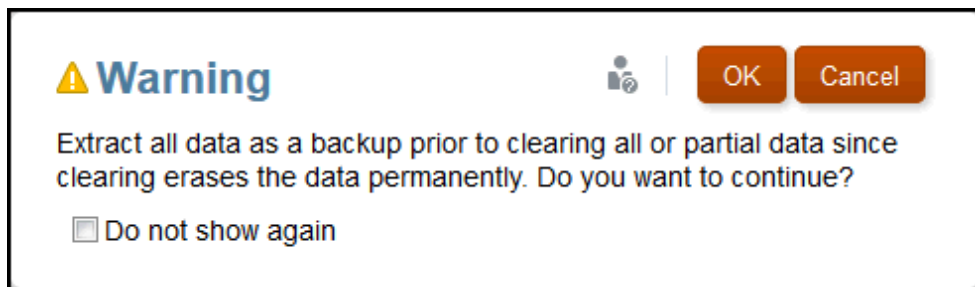 Warning
OK
Cancel
Extract all data as a backup prior to clearing all or partial data since
clearing erases the data permanently. Do you want to continue?
Do not show again